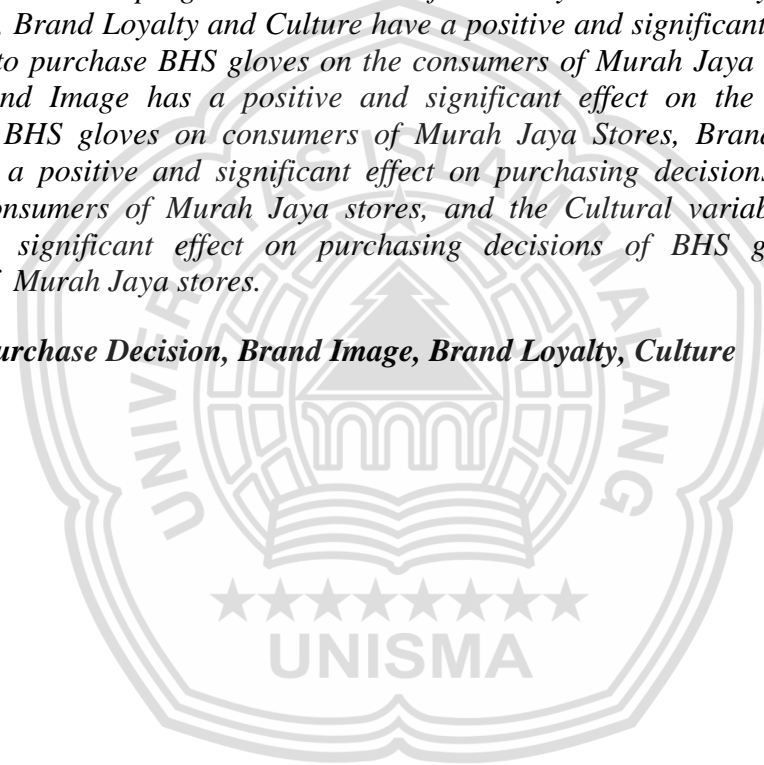 , Brand Loyalty and Culture have a positive and significant
to purchase BHS gloves on the consumers of Murah Jaya
nd Image has a positive and significant effect on the
BHS gloves on consumers of Murah Jaya Stores, Brand
a positive and significant effect on purchasing decisions
onsumers of Murah Jaya stores, and the Cultural variab
significant effect on purchasing decisions of BHS g
f Murah Jaya stores.
urchase Decision, Brand Image, Brand Loyalty, Culture
UNIVERSITAS ISLAM MALANG
UNISMA